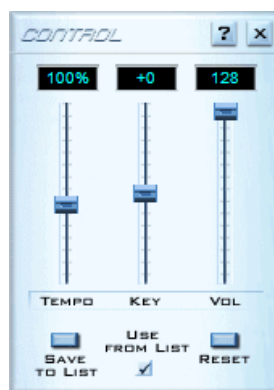 CONTROL ? x
100% +0 128
TEMPO KEY VOL
SAVE TO LIST
USE FROM LIST
RESET